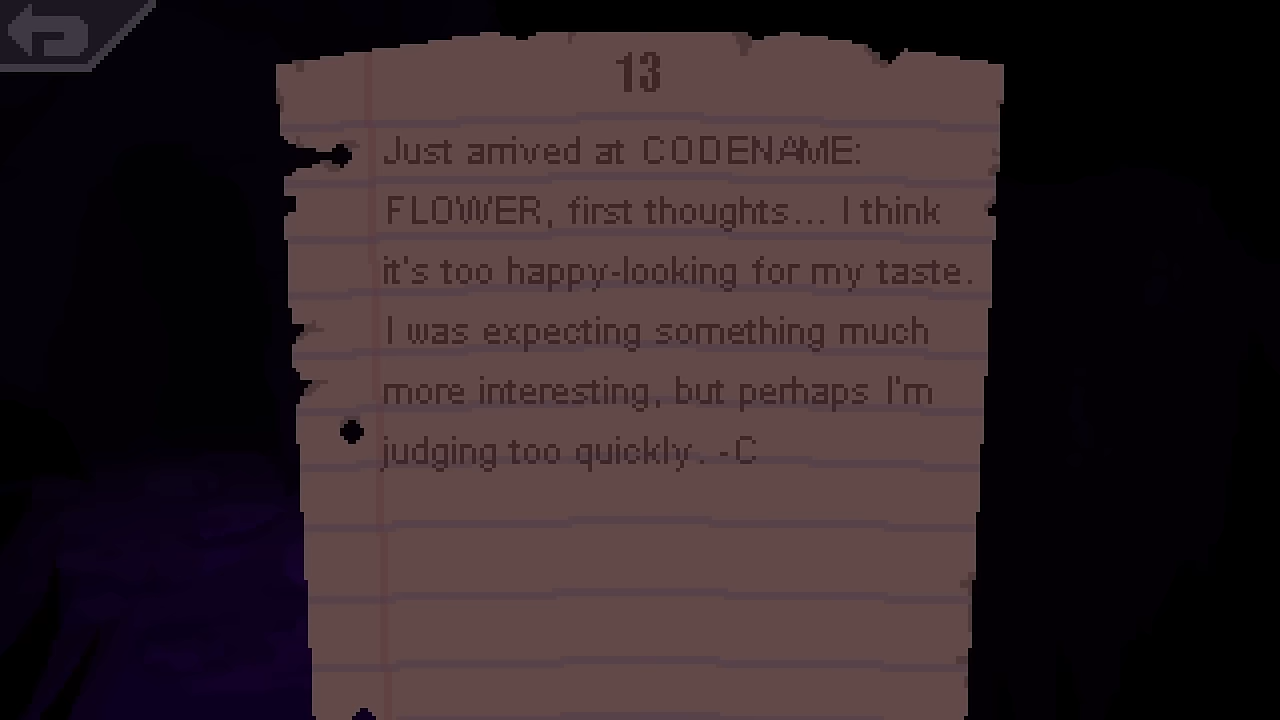 13
Just arrived at CODENAME:
FLOWER, first thoughts... I think
it's too happy-looking for my taste.
I was expecting something much
more interesting, but perhaps I'm
judging too quickly. -C